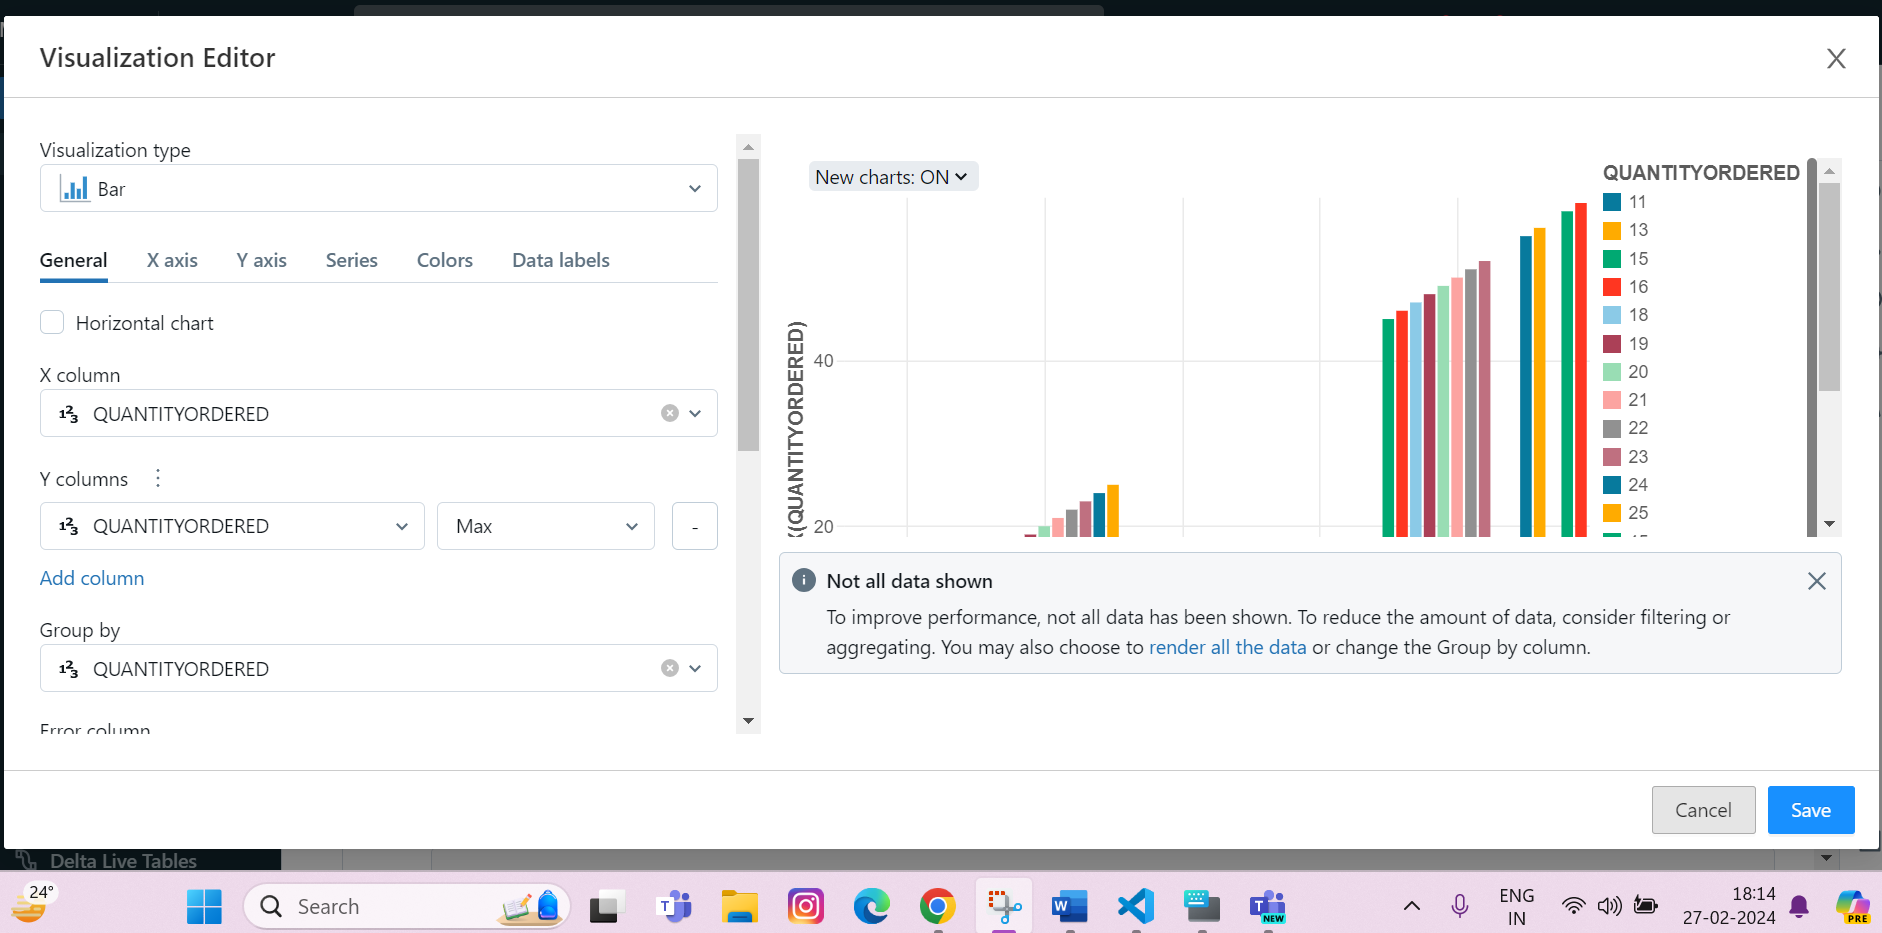 Visualization Editor
X
Visualization type
Bar
General X axis Y axis Series Colors Data labels
Horizontal chart
X column
123 QUANTITYORDERED
Y columns
123 QUANTITYORDERED Max -
Add column
Group by
123 QUANTITYORDERED
Error column
New charts: ON
(QUANTITYORDERED)
40
20
QUANTITYORDERED
11
13
15
16
18
19
20
21
22
23
24
25
Not all data shown
To improve performance, not all data has been shown. To reduce the amount of data, consider filtering or
aggregating. You may also choose to render all the data or change the Group by column.
Cancel Save
Delta Live Tables
24°
Search
NEW
ENG
IN
18:14
27-02-2024
PRE